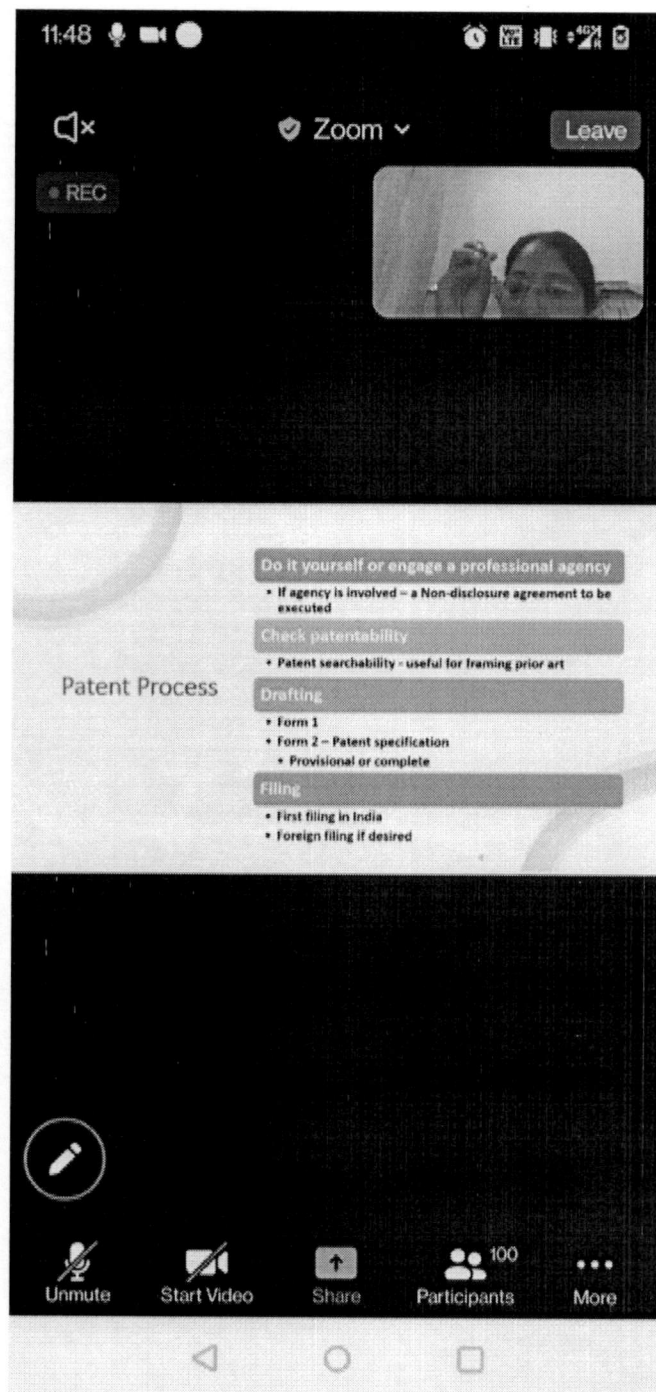 11:48
Vo» LTE 4G R
Zoom
Leave
• REC
Patent Process
Do it yourself or engage a professional agency
• If agency is involved – a Non-disclosure agreement to be
executed
Check patentability
• Patent searchability - useful for framing prior art
Drafting
• Form 1
• Form 2 – Patent specification
• Provisional or complete
Filing
• First filing in India
• Foreign filing if desired
Unmute
Start Video
Share
Participants 100
More